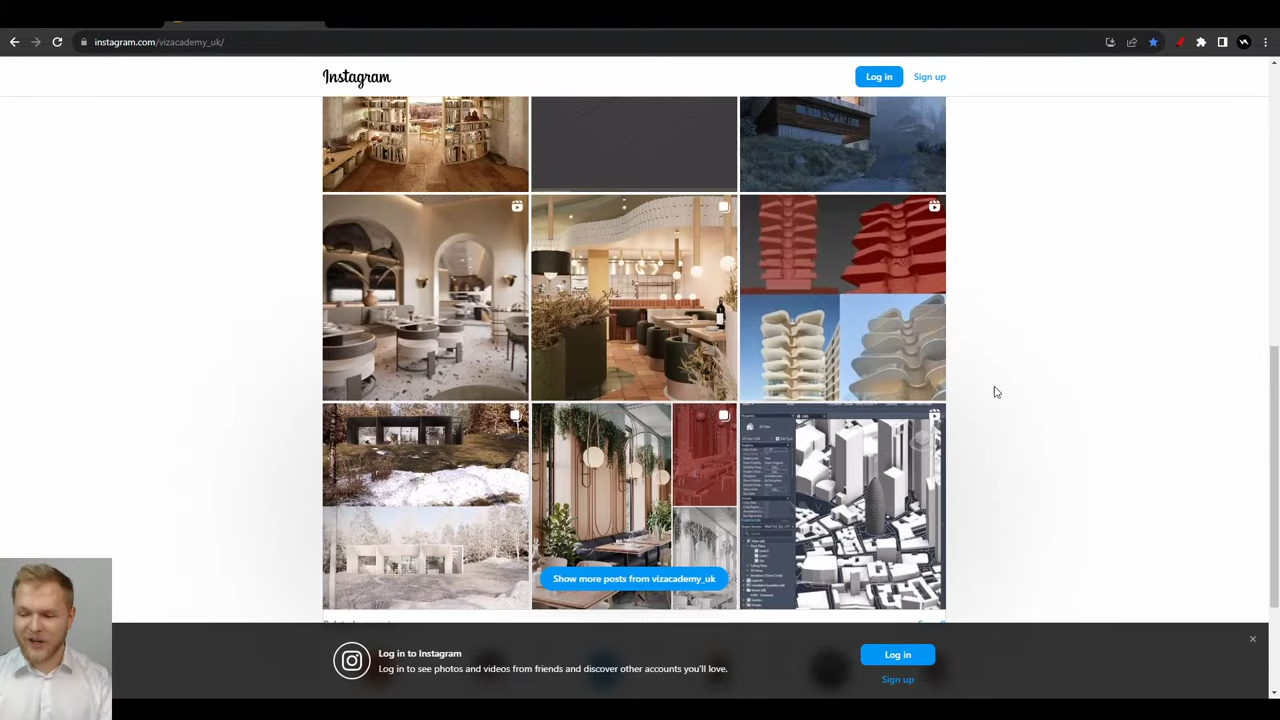 instagram.com/vizacademy_uk/
Instagram
Log in
Sign up
Show more posts from vizacademy_uk
Log in to Instagram
Log in to see photos and videos from friends and discover other accounts you'll love.
Log in
Sign up